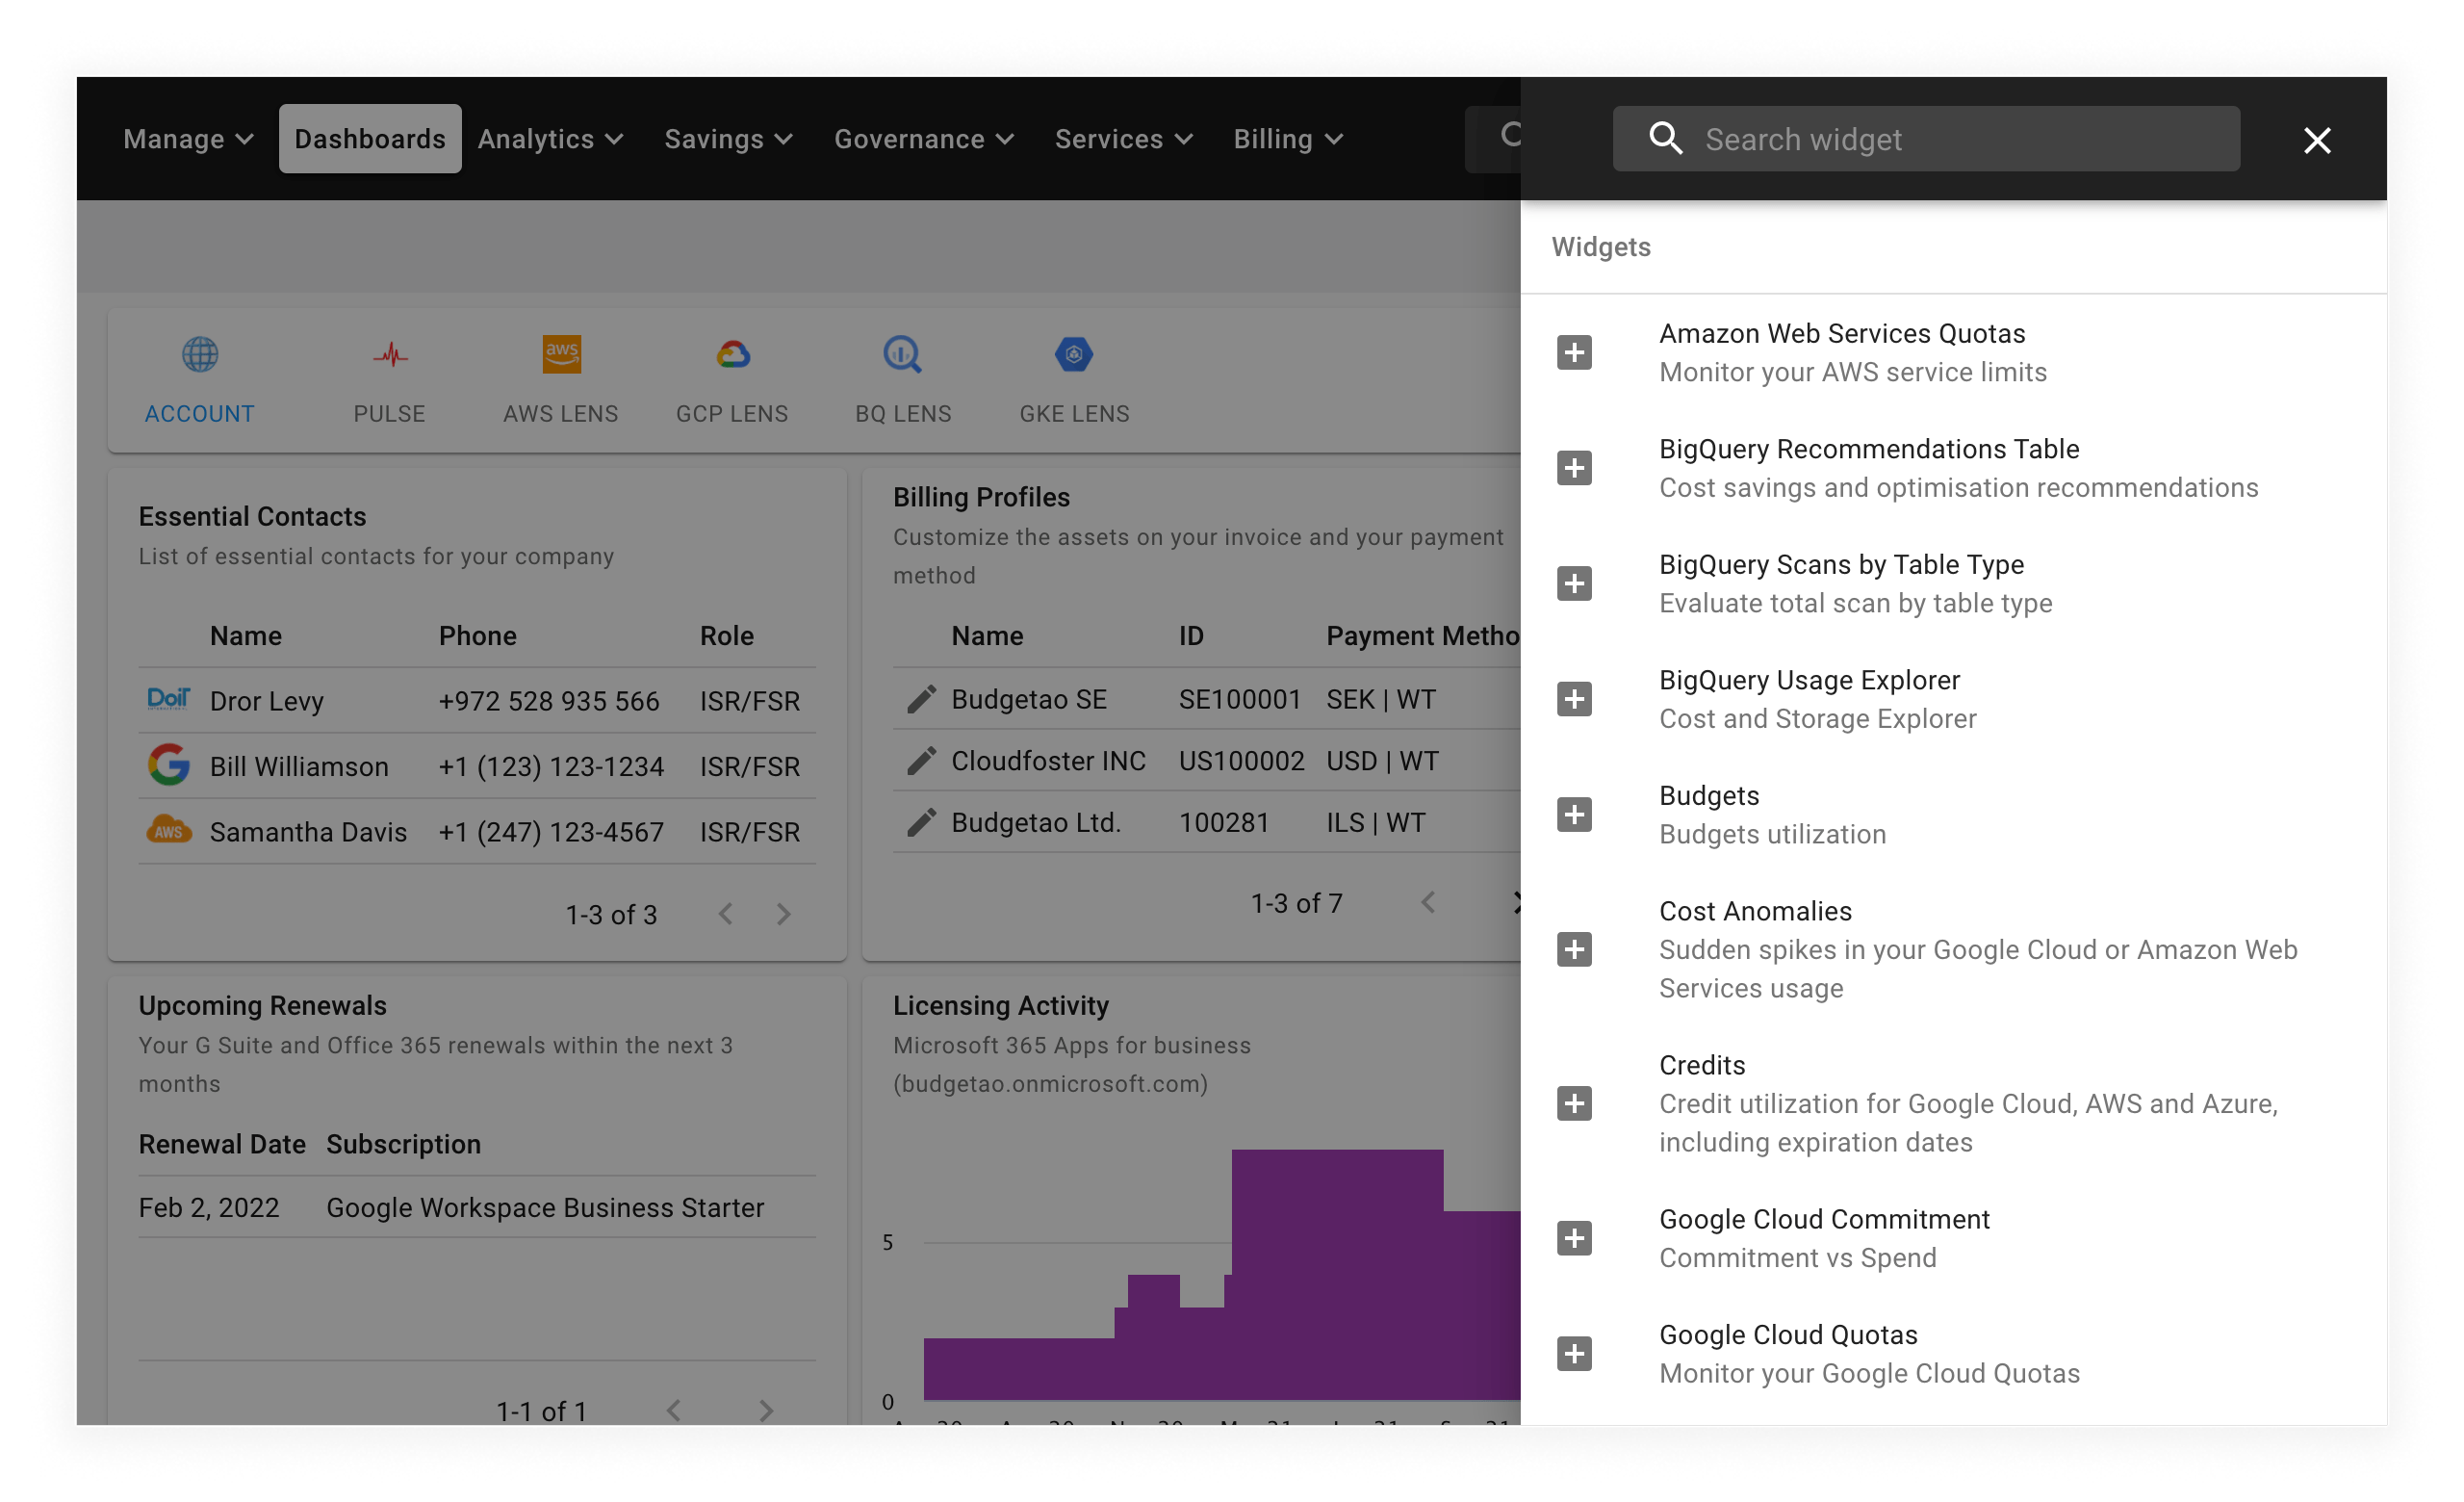 Manage Dashboards Analytics Savings Governance Services Billing
Search widget
Widgets
aws
ACCOUNT PULSE AWS LENS GCP LENS BQ LENS GKE LENS
Essential Contacts
List of essential contacts for your company
Name Phone Role
DoiT Dror Levy +972 528 935 566 ISR/FSR
Bill Williamson +1 (123) 123-1234 ISR/FSR
AWS Samantha Davis +1 (247) 123-4567 ISR/FSR
1-3 of 3
Billing Profiles
Customize the assets on your invoice and your payment
method
Name ID Payment Metho
Budgetao SE SE100001 SEK | WT
Cloudfoster INC US100002 USD | WT
Budgetao Ltd. 100281 ILS | WT
1-3 of 7
Upcoming Renewals
Your G Suite and Office 365 renewals within the next 3
months
Renewal Date Subscription
Feb 2, 2022 Google Workspace Business Starter
1-1 of 1
Licensing Activity
Microsoft 365 Apps for business
(budgetao.onmicrosoft.com)
5
0
Amazon Web Services Quotas
Monitor your AWS service limits
BigQuery Recommendations Table
Cost savings and optimisation recommendations
BigQuery Scans by Table Type
Evaluate total scan by table type
BigQuery Usage Explorer
Cost and Storage Explorer
Budgets
Budgets utilization
Cost Anomalies
Sudden spikes in your Google Cloud or Amazon Web
Services usage
Credits
Credit utilization for Google Cloud, AWS and Azure,
including expiration dates
Google Cloud Commitment
Commitment vs Spend
Google Cloud Quotas
Monitor your Google Cloud Quotas